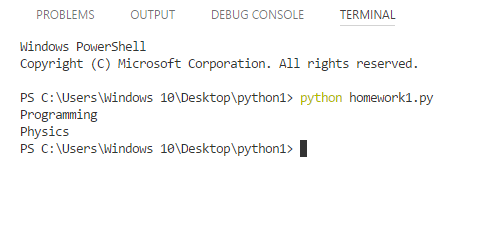 PROBLEMS OUTPUT DEBUG CONSOLE TERMINAL
Windows PowerShell
Copyright (C) Microsoft Corporation. All rights reserved.
PS C:\Users\Windows 10\Desktop\python1> python homework1.py
Programming
Physics
PS C:\Users\Windows 10\Desktop\python1>